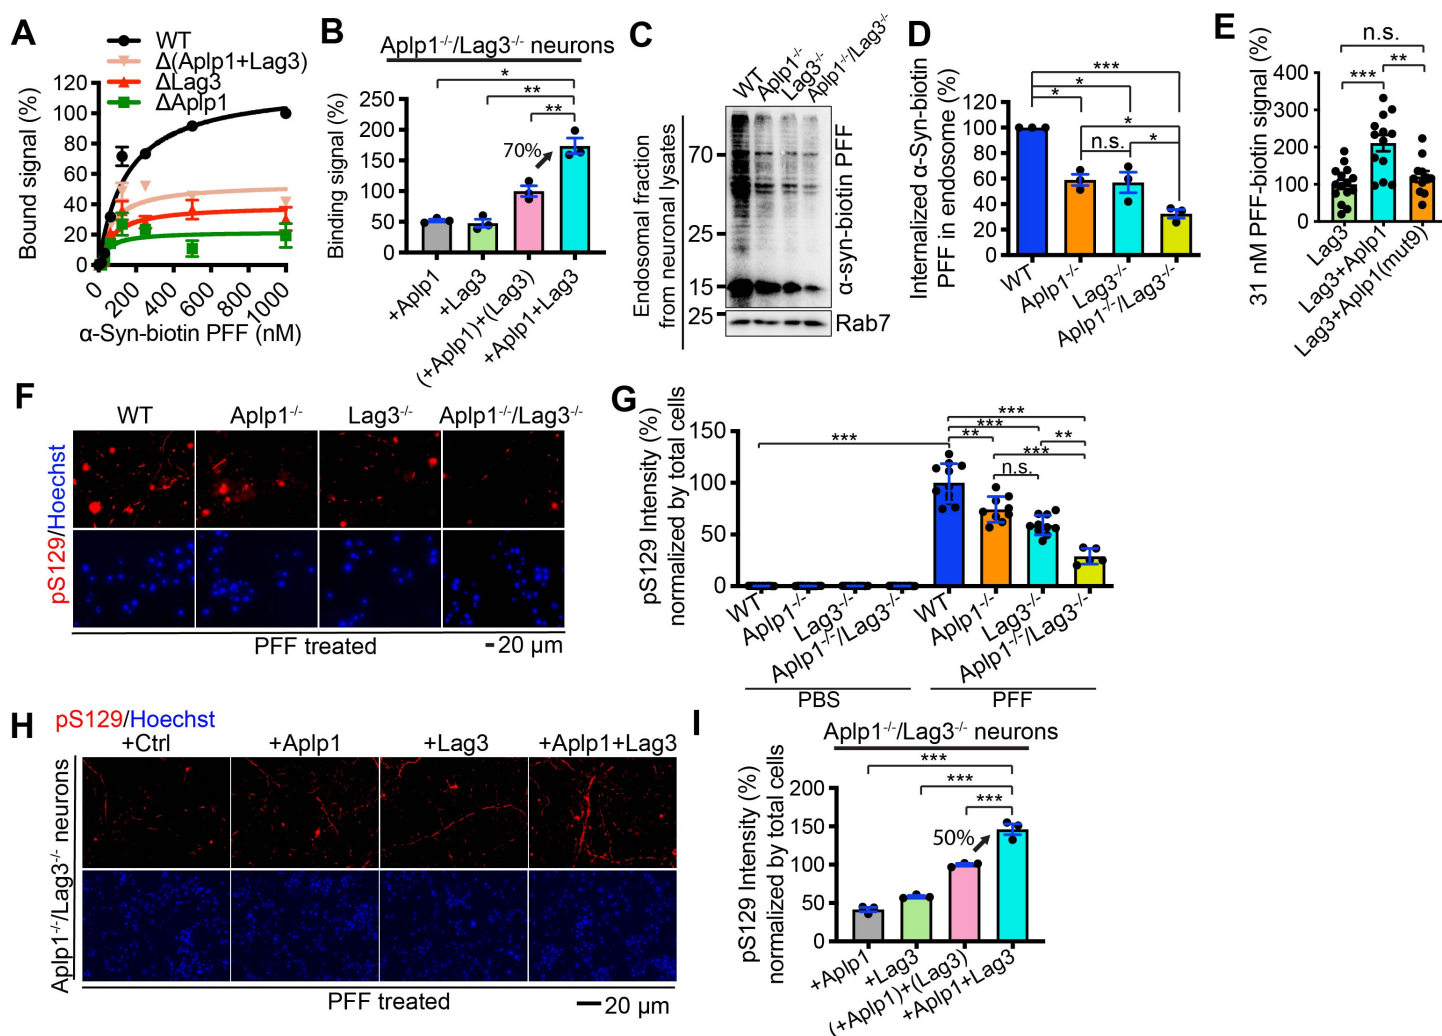 A
WT
Δ(Aplp1+Lag3)
ΔLag3
ΔAplp1
Bound signal (%)
120
100
80
60
40
20
0
0
200
400
600
800
1000
α-Syn-biotin PFF (nM)
B
Aplp1⁻/⁻/Lag3⁻/⁻ neurons
*
**
**
70%
Binding signal (%)
250
200
150
100
50
0
+Aplp1
+Lag3
(+Aplp1)+(Lag3)
+Aplp1+Lag3
C
WT
Aplp1⁻/⁻
Lag3⁻/⁻
Aplp1⁻/⁻/Lag3⁻/⁻
Endosomal fraction
from neuronal lysates
70
25
15
25
α-syn-biotin PFF
Rab7
D
***
*
*
*
n.s.
*
Internalized α-Syn-biotin
PFF in endosome (%)
120
100
80
60
40
20
0
WT
Aplp1⁻/⁻
Lag3⁻/⁻
Aplp1⁻/⁻/Lag3⁻/⁻
E
n.s.
***
**
31 nM PFF-biotin signal (%)
400
300
200
100
0
Lag3
Lag3+Aplp1
Lag3+Aplp1(mut9)
F
WT
Aplp1⁻/⁻
Lag3⁻/⁻
Aplp1⁻/⁻/Lag3⁻/⁻
pS129/Hoechst
PFF treated
20 μm
G
***
***
***
**
**
***
n.s.
pS129 Intensity (%)
normalized by total cells
150
100
50
0
WT
Aplp1⁻/⁻
Lag3⁻/⁻
Aplp1⁻/⁻/Lag3⁻/⁻
WT
Aplp1⁻/⁻
Lag3⁻/⁻
Aplp1⁻/⁻/Lag3⁻/⁻
PBS
PFF
H
pS129/Hoechst
+Ctrl
+Aplp1
+Lag3
+Aplp1+Lag3
Aplp1⁻/⁻/Lag3⁻/⁻ neurons
PFF treated
20 μm
I
Aplp1⁻/⁻/Lag3⁻/⁻ neurons
***
***
***
50%
pS129 Intensity (%)
normalized by total cells
200
150
100
50
0
+Aplp1
+Lag3
(+Aplp1)+(Lag3)
+Aplp1+Lag3